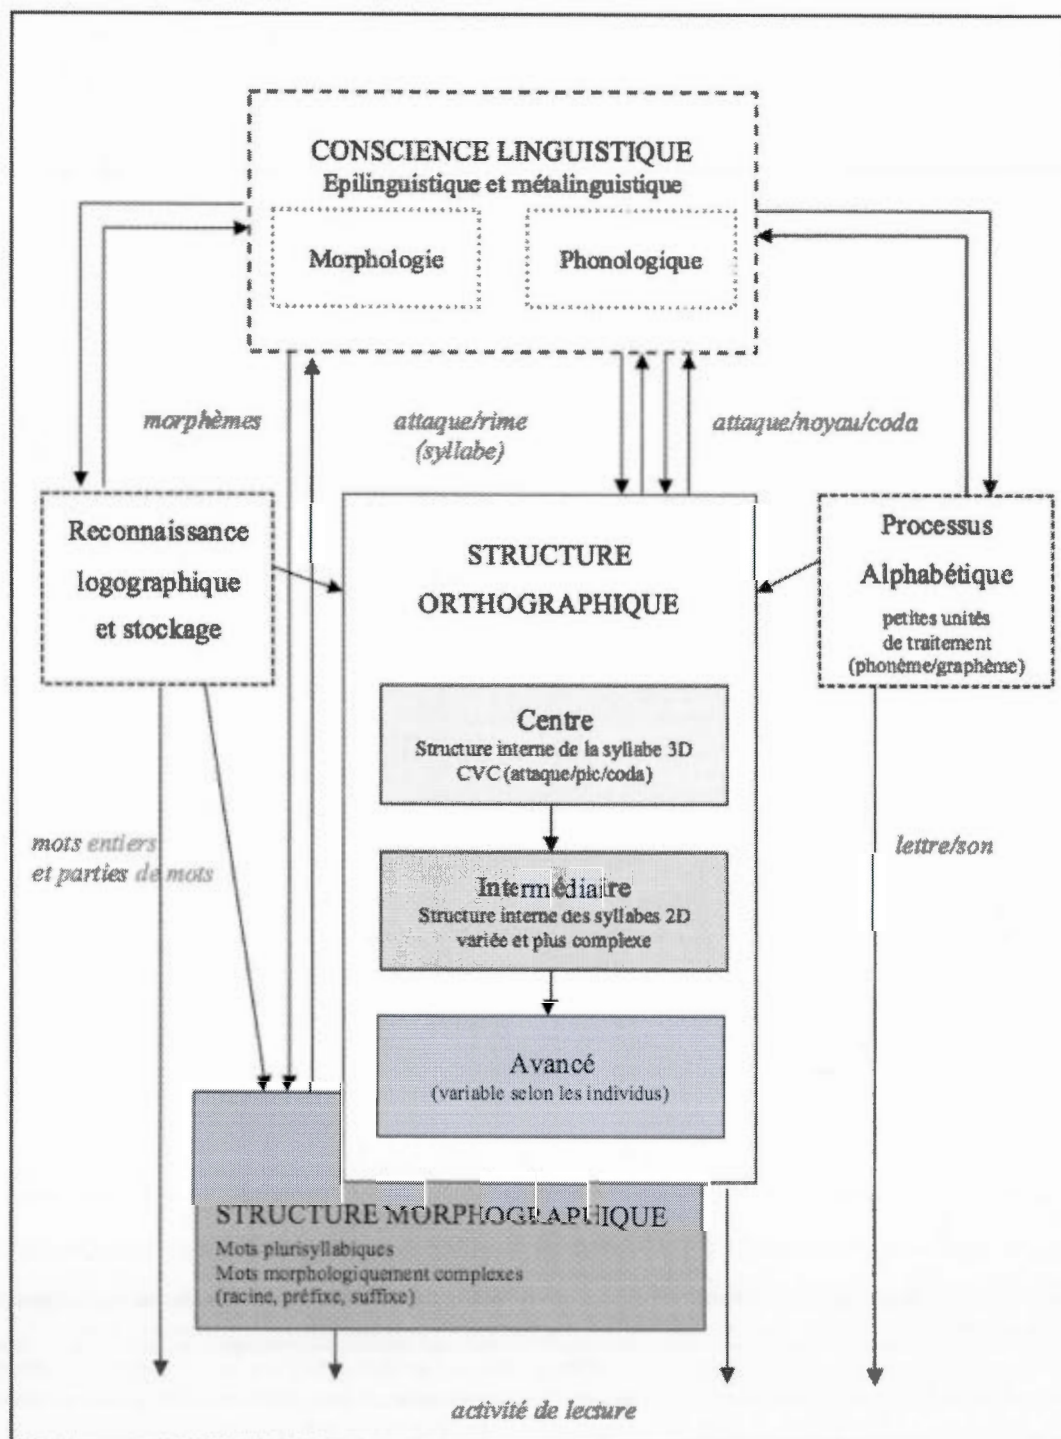 CONSCIENCE LINGUISTIQUE
Epilinguistique et métalinguistique
Morphologie
Phonologique
morphèmes
attaque/rime
(syllabe)
attaque/noyau/coda
Reconnaissance
logographique
et stockage
STRUCTURE
ORTHOGRAPHIQUE
Processus
Alphabétique
petites unités
de traitement
(phonème/graphème)
Centre
Structure interne de la syllabe 3D
CVC (attaque/pic/coda)
mots entiers
et parties de mots
lettre/son
Intermédiaire
Structure interne des syllabes 2D
variée et plus complexe
Avancé
(variable selon les individus)
STRUCTURE MORPHOGRAPHIQUE
Mots plurisyllabiques
Mots morphologiquement complexes
(racine, préfixe, suffixe)
activité de lecture